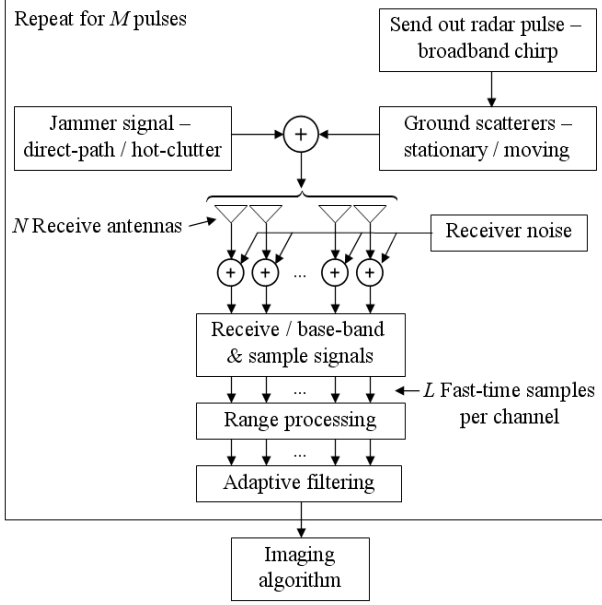 Repeat for M pulses
Send out radar pulse –
broadband chirp
Jammer signal –
direct-path / hot-clutter
+
Ground scatterers –
stationary / moving
N Receive antennas
Receiver noise
+ + ... + +
Receive / base-band
& sample signals
...
L Fast-time samples
per channel
Range processing
...
Adaptive filtering
Imaging
algorithm